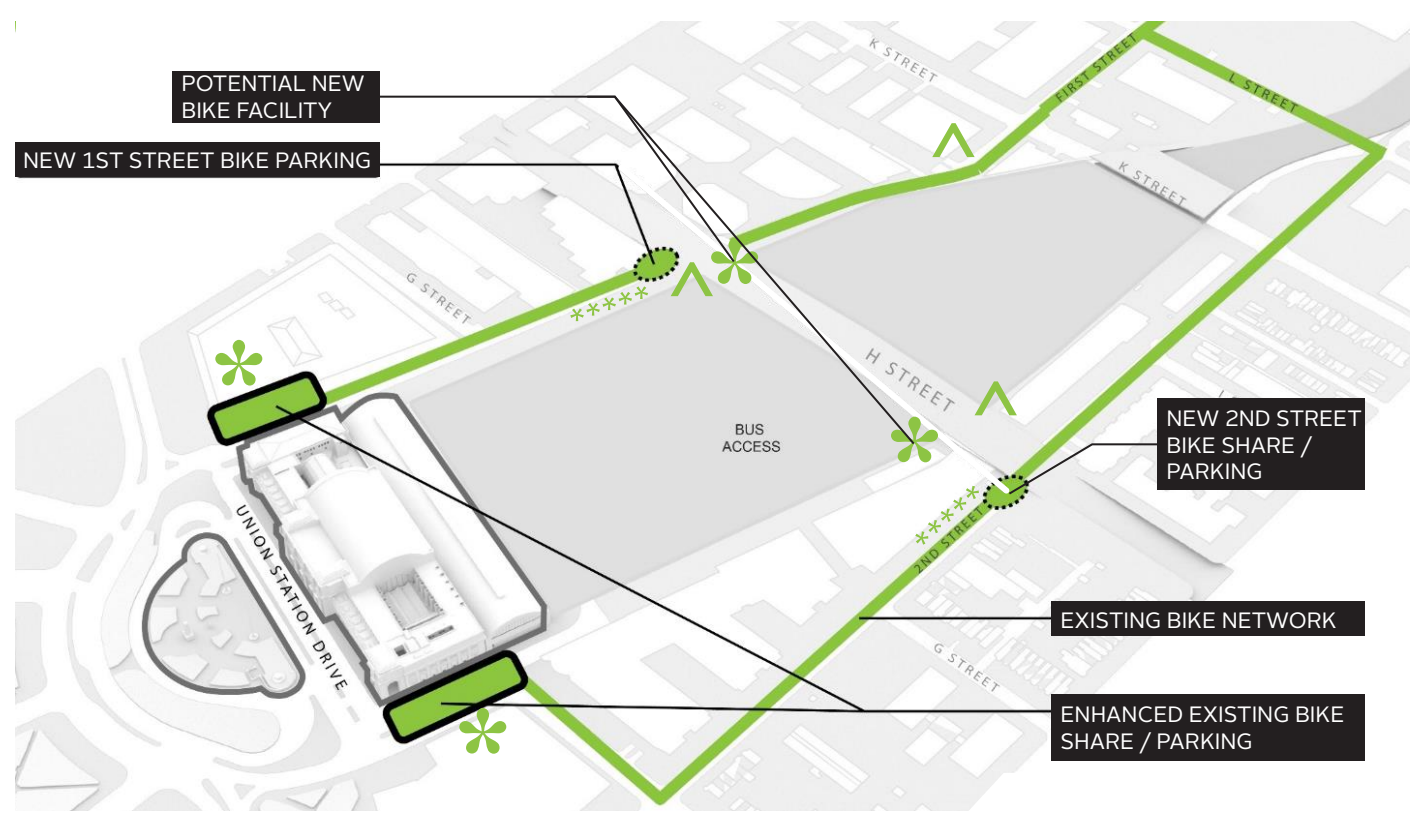 POTENTIAL NEW
BIKE FACILITY
NEW 1ST STREET BIKE PARKING
K STREET
FIRST STREET
L STREET
K STREET
G STREET
H STREET
BUS
ACCESS
NEW 2ND STREET
BIKE SHARE /
PARKING
2ND STREET
UNION STATION DRIVE
EXISTING BIKE NETWORK
G STREET
ENHANCED EXISTING BIKE
SHARE / PARKING